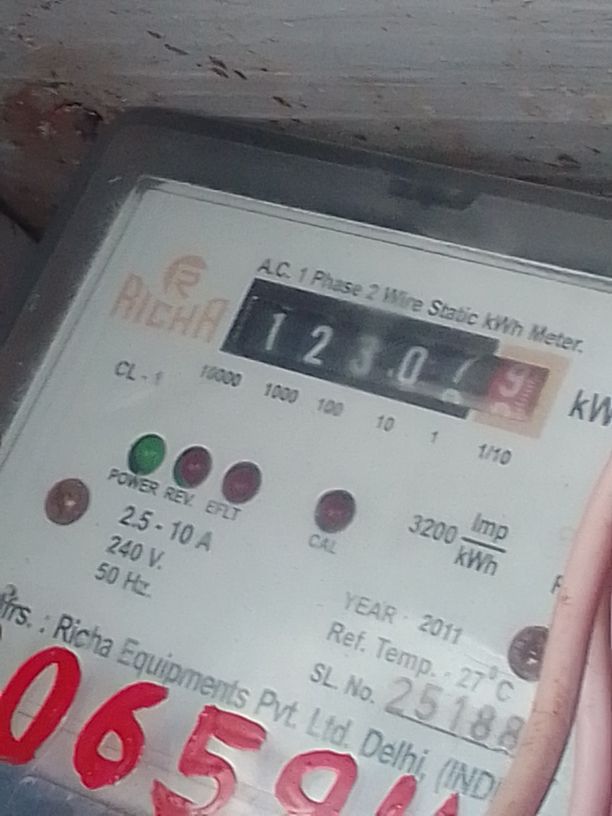 RICHA
A.C. 1 Phase 2 Wire Static kWh Meter.
1 2 3 0
CL - 1
10000 1000 100 10 1 1/10
POWER REV. EFLT
CAL
3200 Imp/kWh
2.5 - 10 A
240 V.
50 Hz.
YEAR - 2011
Ref. Temp. - 27°C
SL. No. 25188
Mfrs. : Richa Equipments Pvt. Ltd. Delhi,
0659